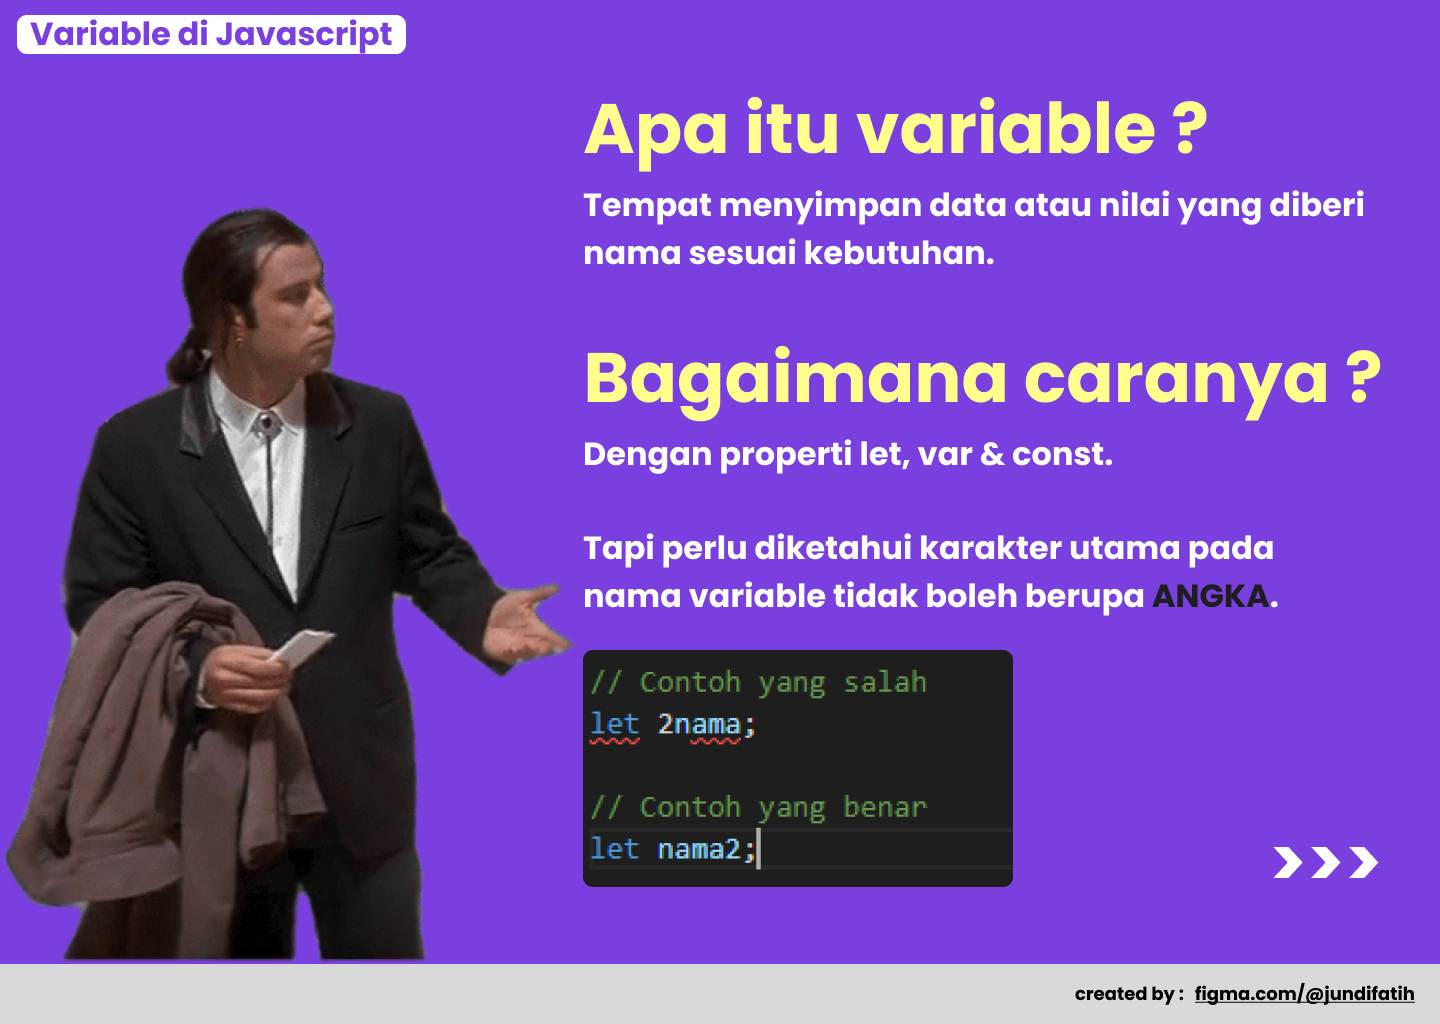 Variable di Javascript
Apa itu variable ?
Tempat menyimpan data atau nilai yang diberi
nama sesuai kebutuhan.
Bagaimana caranya ?
Dengan properti let, var & const.
Tapi perlu diketahui karakter utama pada
nama variable tidak boleh berupa ANGKA.
// Contoh yang salah
let 2nama;
// Contoh yang benar
let nama2;
created by : figma.com/@jundifatih